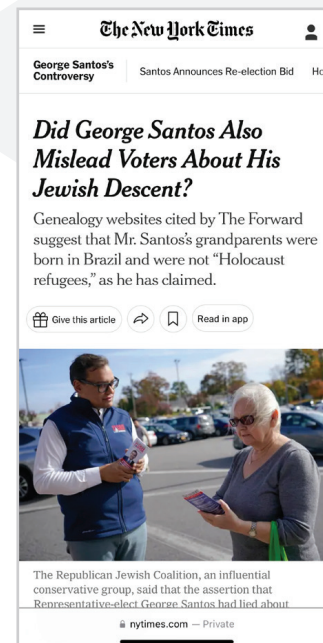 The New York Times
George Santos's
Controversy
Santos Announces Re-election Bid
Did George Santos Also
Mislead Voters About His
Jewish Descent?
Genealogy websites cited by The Forward
suggest that Mr. Santos's grandparents were
born in Brazil and were not “Holocaust
refugees,” as he has claimed.
Give this article
Read in app
The Republican Jewish Coalition, an influential
conservative group, said that the assertion that
Representative-elect George Santos had lied about
nytimes.com — Private